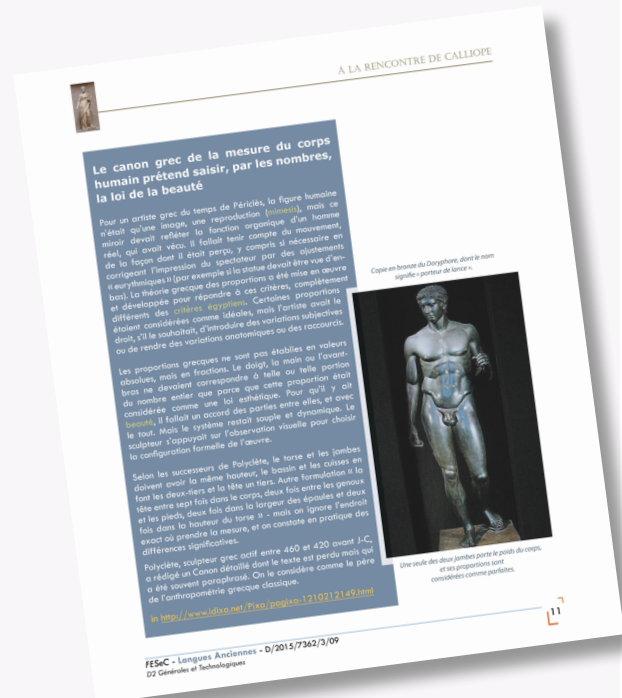 À LA RENCONTRE DE CALLIOPE
Le canon grec de la mesure du corps
humain prétend saisir, par les nombres,
la loi de la beauté
Pour un artiste grec du temps de Périclès, la figure humaine
n'était qu'une image, une reproduction (mimesis), mais ce
miroir devait refléter la fonction organique d'un homme
réel, qui avait vécu. Il fallait tenir compte du mouvement,
de la façon dont il était perçu, y compris si nécessaire en
corrigeant l'impression du spectateur par des ajustements
« eurythmiques » (par exemple si la statue devait être vue d'en-
bas). La théorie grecque des proportions a été mise en œuvre
et développée pour répondre à ces critères, complètement
différents des critères égyptiens. Certaines proportions
étaient considérées comme idéales, mais l'artiste avait le
droit, s'il le souhaitait, d'introduire des variations subjectives
ou de rendre des variations anatomiques ou des raccourcis.
Les proportions grecques ne sont pas établies en valeurs
absolues, mais en fractions. Le doigt, la main ou l'avant-
bras ne devaient correspondre à telle ou telle portion
du nombre entier que parce que cette proportion était
considérée comme une loi esthétique. Pour qu'il y ait
beauté, il fallait un accord des parties entre elles, et avec
le tout. Mais le système restait souple et dynamique. Le
sculpteur s'appuyait sur l'observation visuelle pour choisir
la configuration formelle de l'œuvre.
Selon les successeurs de Polyclète, le torse et les jambes
doivent avoir la même hauteur, le bassin et les cuisses en
font les deux-tiers et la tête un tiers. Autre formulation « la
tête entre sept fois dans le corps, deux fois entre les genoux
et les pieds, deux fois dans la largeur des épaules et deux
fois dans la hauteur du torse » - mais on ignore l'endroit
exact où prendre la mesure, et on constate en pratique des
différences significatives.
Polyclète, sculpteur grec actif entre 460 et 420 avant J-C,
a rédigé un Canon détaillé dont le texte est perdu mais qui
a été souvent paraphrasé. On le considère comme le père
de l'anthropométrie grecque classique.
in http://www.idixa.net/Pixa/pagixa-1210212149.html
Copie en bronze du Doryphore, dont le nom
signifie « porteur de lance ».
Une seule des deux jambes porte le poids du corps,
et ses proportions sont
considérées comme parfaites.
FESeC - Langues Anciennes - D/2015/7362/3/09
D2 Générales et Technologiques
11